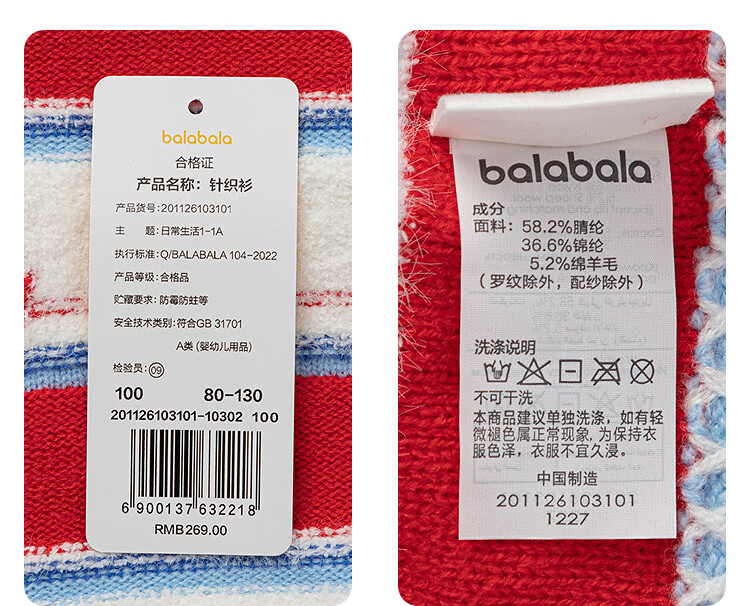 balabala
合格证
产品名称：针织衫
产品货号:201126103101
主 题:日常生活1-1A
执行标准:Q/BALABALA 104-2022
产品等级:合格品
贮藏要求:防霉防蛀等
安全技术类别:符合GB 31701
A类 (婴幼儿用品)
检验员:09
100 80-130
201126103101-10302 100
6 900137 632218
RMB269.00
balabala
成分
面料：58.2%腈纶
36.6%锦纶
5.2%绵羊毛
(罗纹除外，配纱除外)
洗涤说明
不可干洗
本商品建议单独洗涤，如有轻
微褪色属正常现象，为保持衣
服色泽，衣服不宜久浸。
中国制造
201126103101
1227